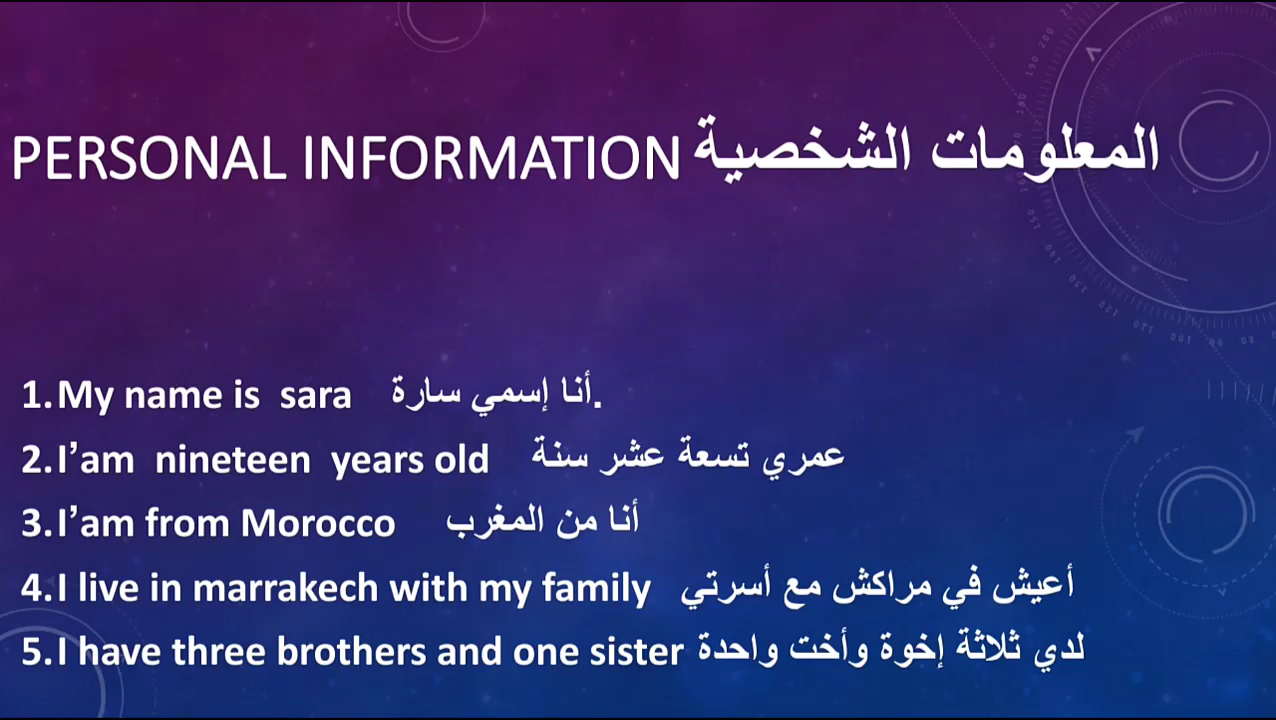 PERSONAL INFORMATION المعلومات الشخصية
1.My name is sara أنا إسمي سارة.
2.I’am nineteen years old عمري تسعة عشر سنة
3.I’am from Morocco أنا من المغرب
4.I live in marrakech with my family أعيش في مراكش مع أسرتي
5.I have three brothers and one sister لدي ثلاثة إخوة وأخت واحدة